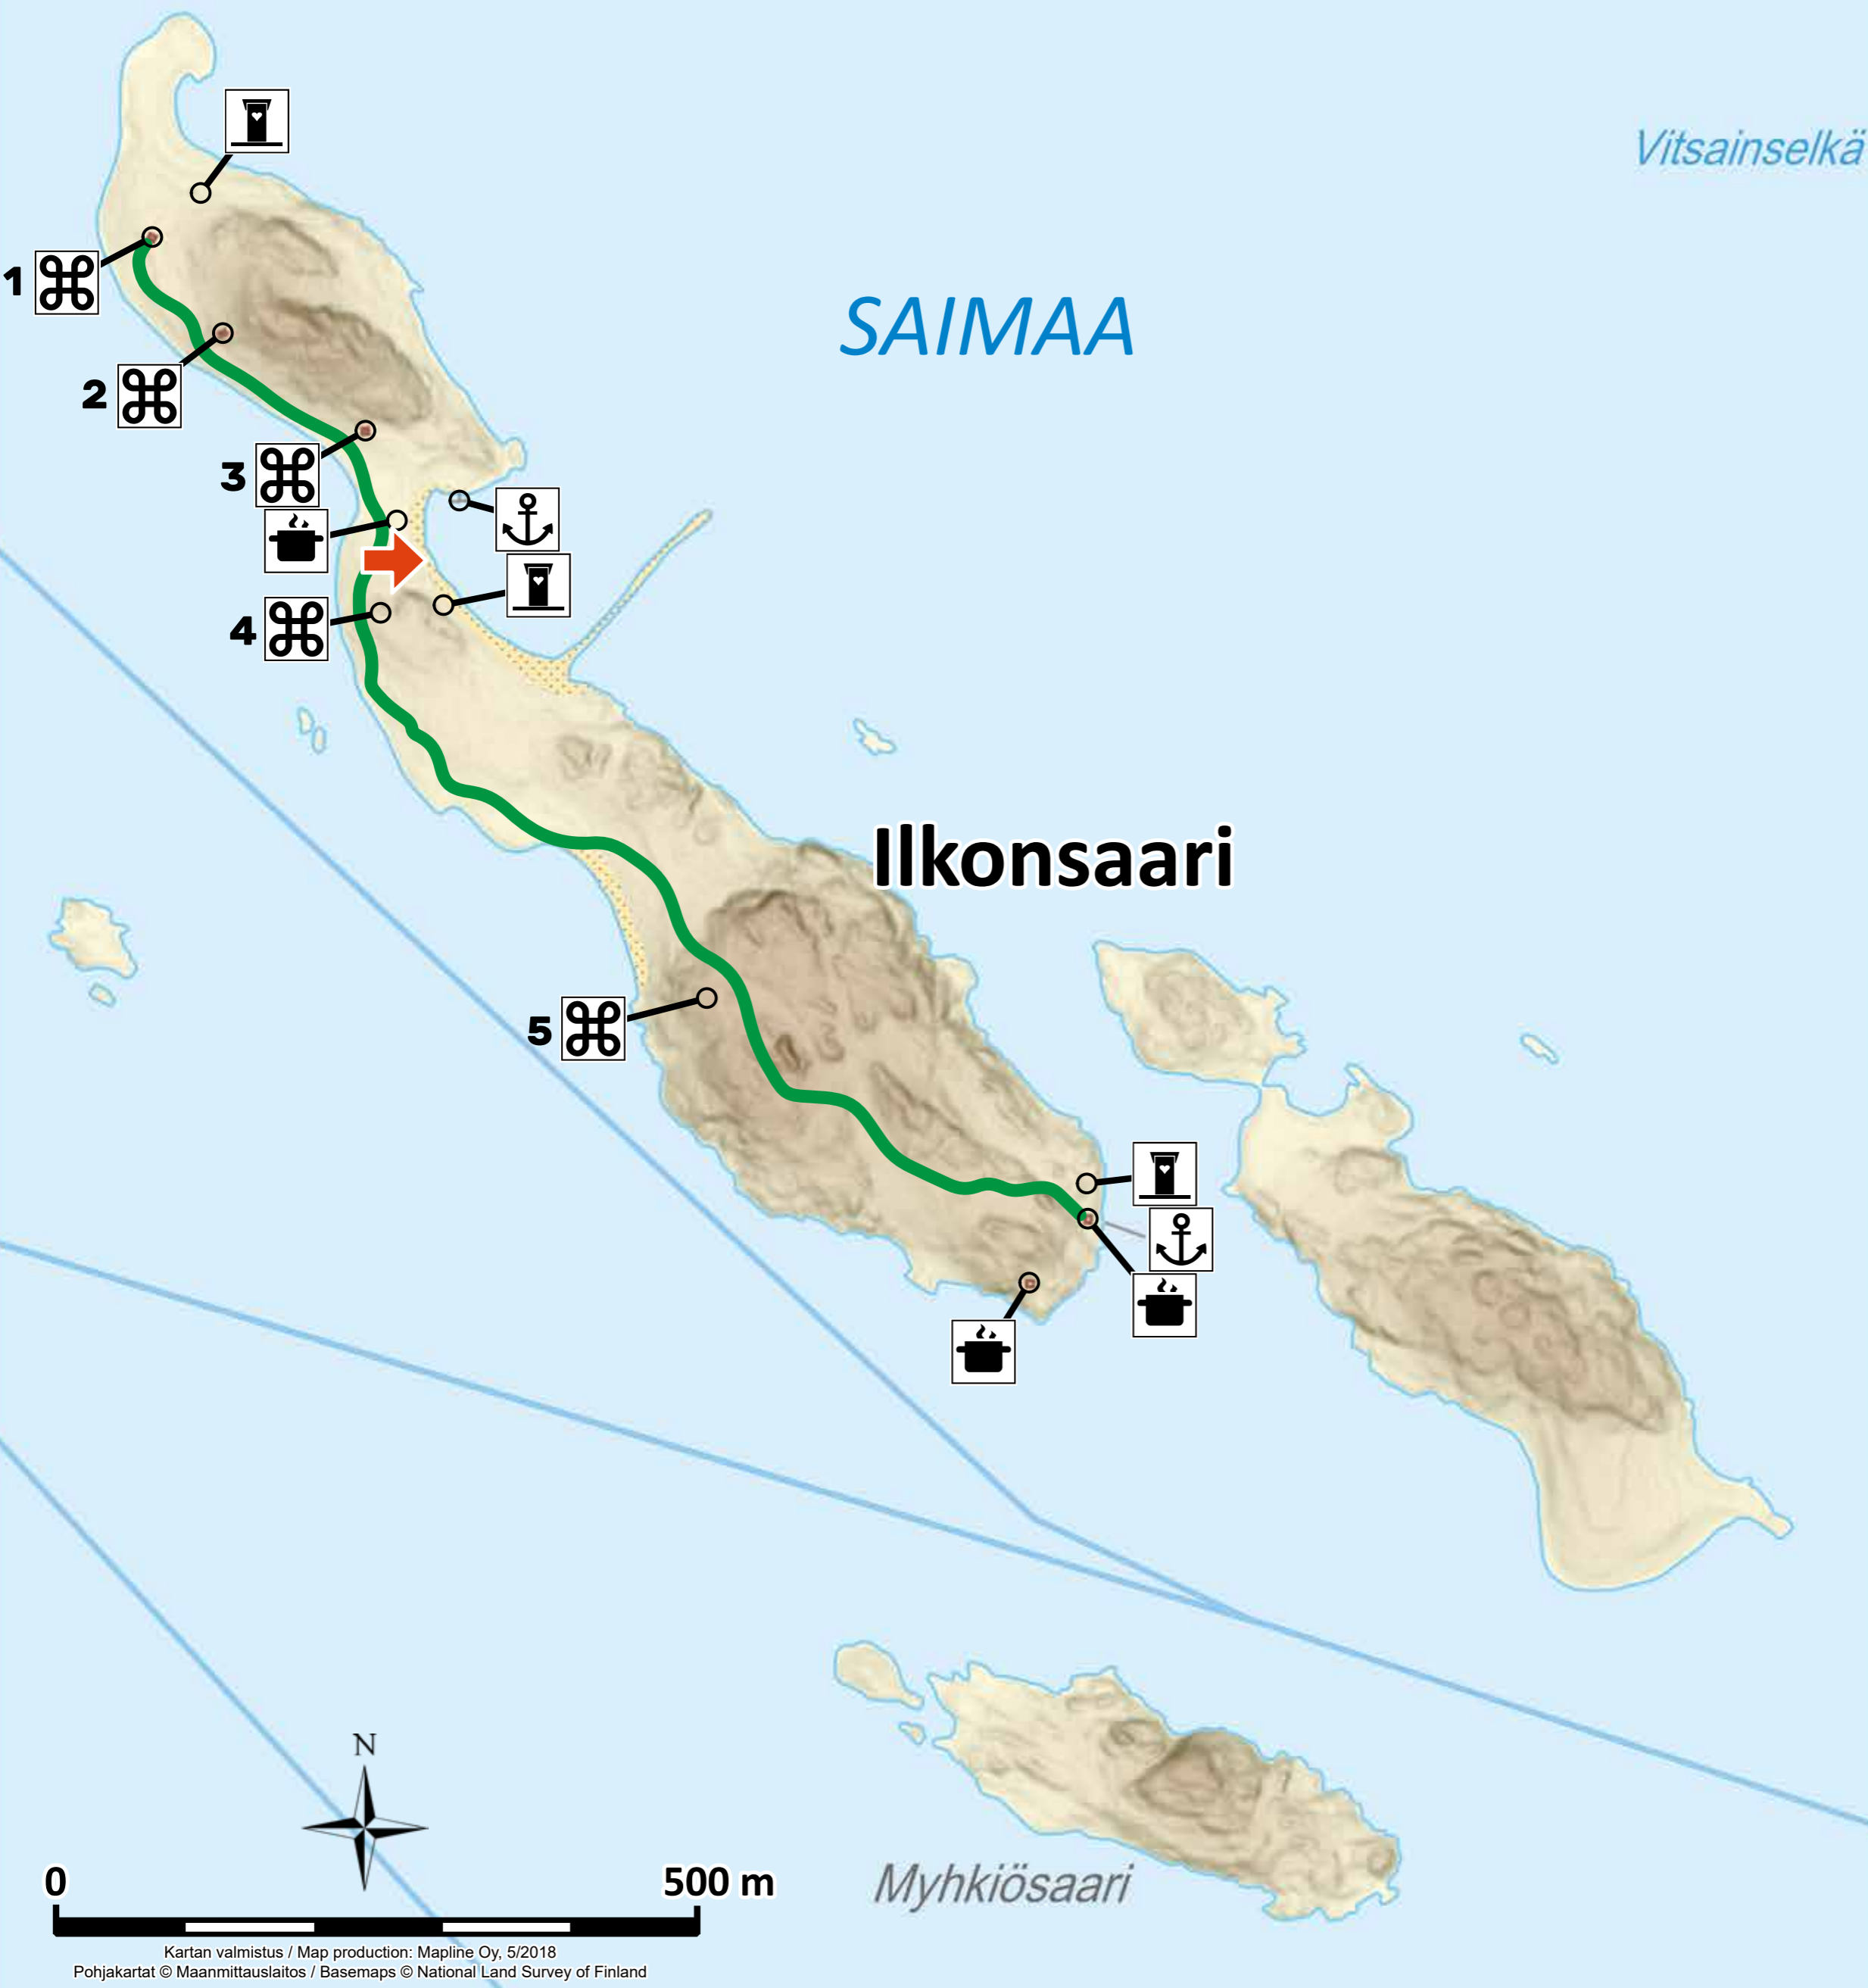 Vitsainselkä
1
SAIMAA
2
3
4
Ilkonsaari
5
N
0 500 m
Myhkiösaari
Kartan valmistus / Map production: Mapline Oy, 5/2018
Pohjakartat © Maanmittauslaitos / Basemaps © National Land Survey of Finland